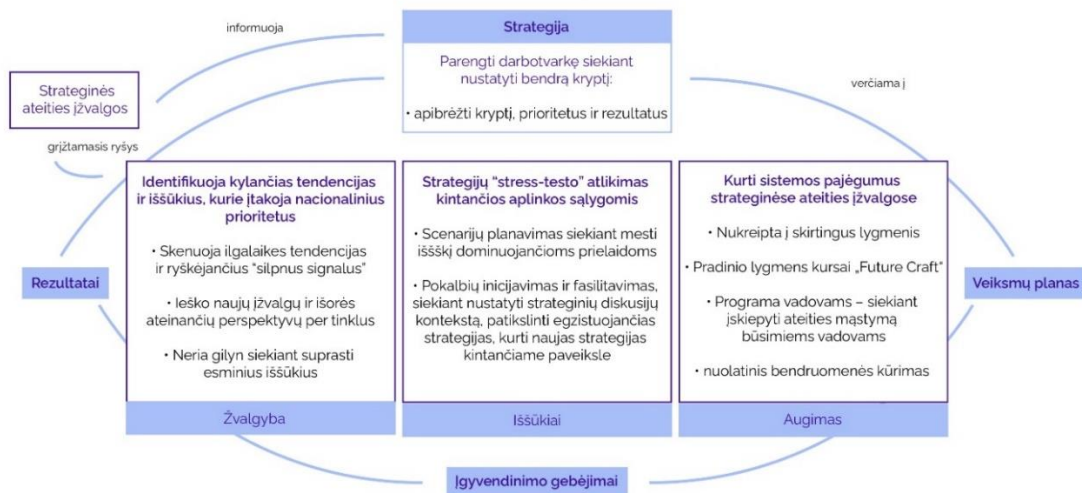 informuoja
Strategija
Parengti darbotvarkę siekiant
nustatyti bendrą kryptį:
• apibrėžti kryptį, prioritetus ir rezultatus
verčiama į
Strateginės
ateities įžvalgos
grįžtamasis ryšys
Rezultatai
Identifikuoja kylančias tendencijas
ir iššūkius, kurie įtakoja nacionalinius
prioritetus
• Skenuoja ilgalaikes tendencijas
ir ryškėjančius “silpnus signalus”
• Ieško naujų įžvalgų ir išorės
ateinančių perspektyvų per tinklus
• Neria gilyn siekiant suprasti
esminius iššūkius
Žvalgyba
Strategijų “stress-testo” atlikimas
kintančios aplinkos sąlygomis
• Scenarijų planavimas siekiant mesti
iššškį dominuojančioms prielaidoms
• Pokalbių inicijavimas ir fasilitavimas,
siekiant nustatyti strateginių diskusijų
kontekstą, patikslinti egzistuojančias
strategijas, kurti naujas strategijas
kintančiame paveiksle
Iššūkiai
Kurti sistemos pajėgumus
strateginėse ateities įžvalgose
• Nukreipta į skirtingus lygmenis
• Pradinio lygmens kursai „Future Craft”
• Programa vadovams – siekiant
įskiepyti ateities mąstymą
būsimiems vadovams
• nuolatinis bendruomenės kūrimas
Augimas
Veiksmų planas
Įgyvendinimo gebėjimai